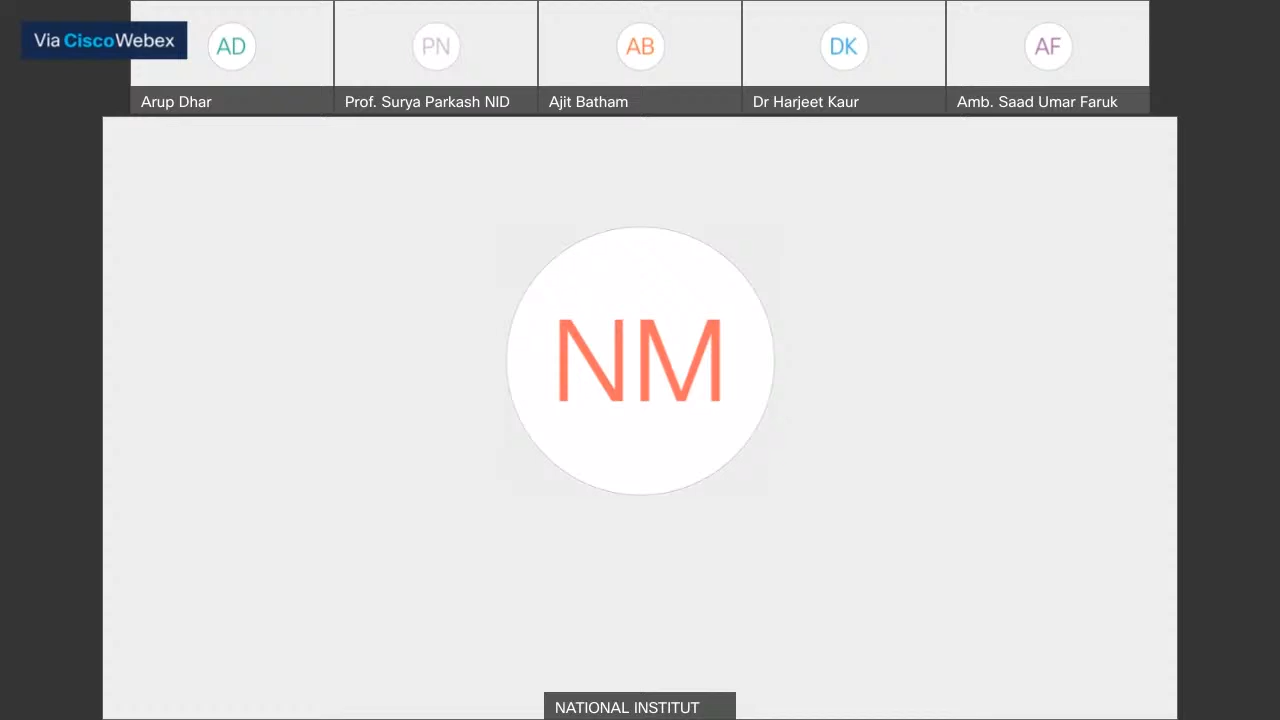 Via CiscoWebex
AD
PN
AB
DK
AF
Arup Dhar
Prof. Surya Parkash NID
Ajit Batham
Dr Harjeet Kaur
Amb. Saad Umar Faruk
NM
NATIONAL INSTITUT